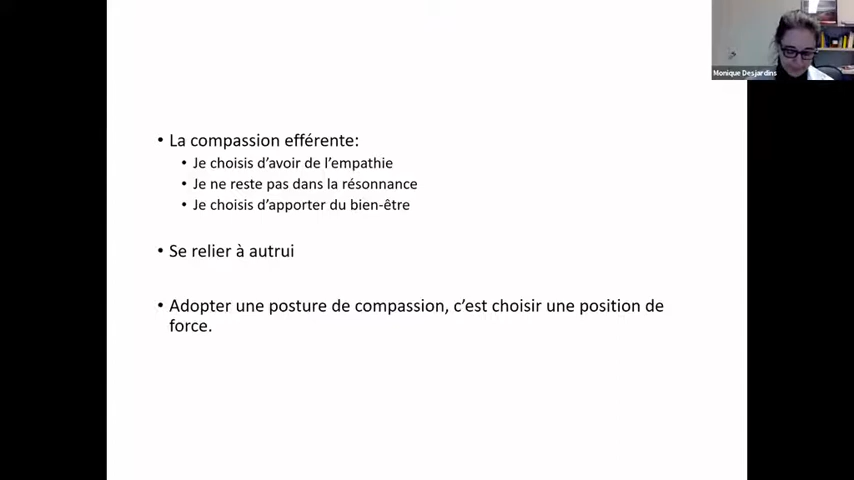 Monique Desjardins
• La compassion efférente:
• Je choisis d'avoir de l'empathie
• Je ne reste pas dans la résonnance
• Je choisis d'apporter du bien-être
• Se relier à autrui
• Adopter une posture de compassion, c'est choisir une position de
force.